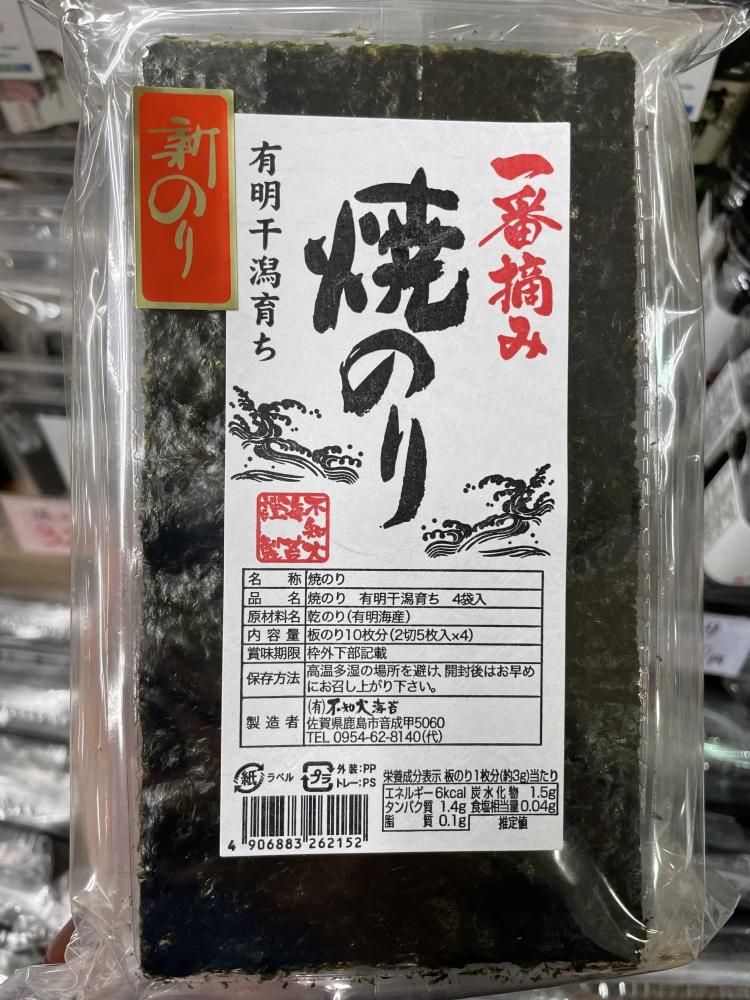 新のり
一番摘み
焼のり
有明干潟育ち
不知火海苔
名 称 焼のり
品 名 焼のり 有明干潟育ち 4袋入
原材料名 乾のり(有明海産)
内 容 量 板のり10枚分(2切5枚入×4)
賞味期限 枠外下部記載
保存方法 高温多湿の場所を避け、開封後はお早め
にお召し上がり下さい。
製 造 者 (有)不知火海苔
佐賀県鹿島市音成甲5060
TEL 0954-62-8140(代)
紙 ラベル
プラ 外装:PP
トレー:PS
栄養成分表示 板のり1枚分(約3g)当たり
エネルギー6kcal 炭水化物 1.5g
タンパク質 1.4g 食塩相当量0.04g
脂 質 0.1g 推定値
4 906883 262152